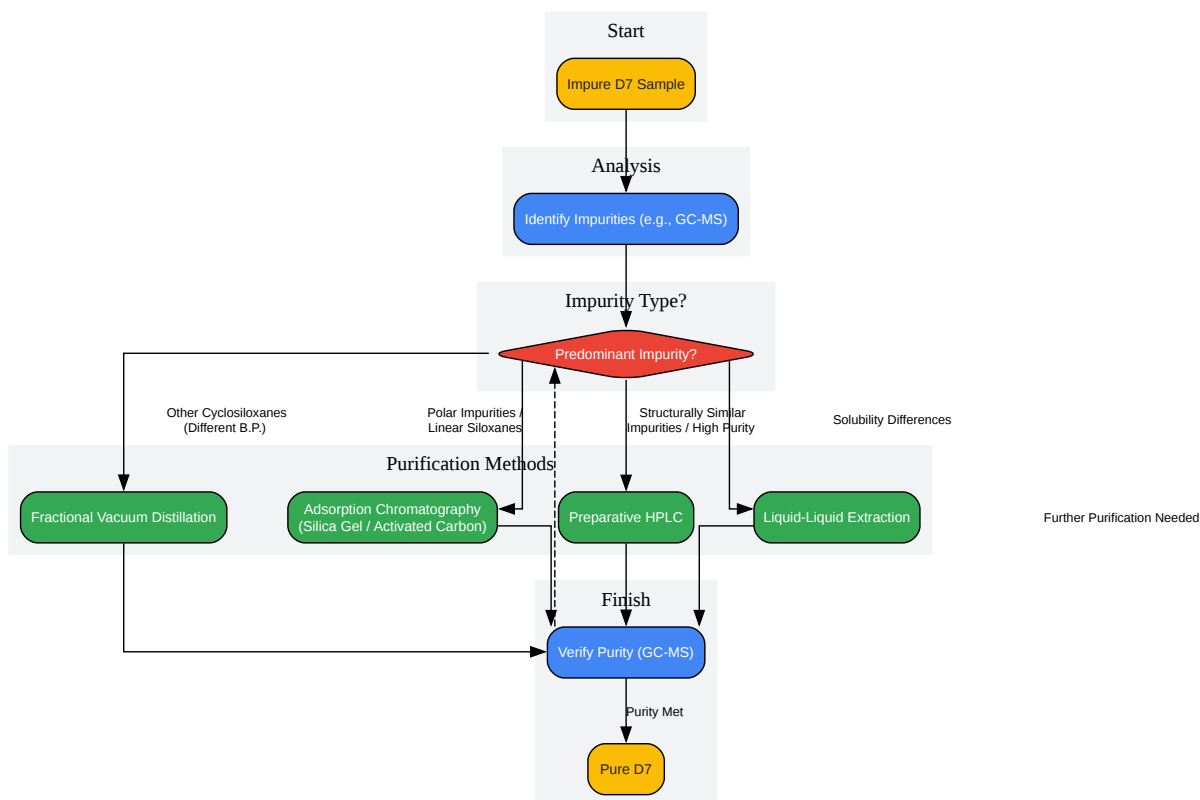 Start
Impure D7 Sample
Analysis
Identify Impurities (e.g., GC-MS)
Impurity Type?
Predominant Impurity?
Other Cyclosiloxanes
(Different B.P.)
Polar Impurities /
Linear Siloxanes
Structurally Similar
Impurities / High Purity
Solubility Differences
Purification Methods
Fractional Vacuum Distillation
Adsorption Chromatography
(Silica Gel / Activated Carbon)
Preparative HPLC
Liquid-Liquid Extraction
Further Purification Needed
Finish
Verify Purity (GC-MS)
Purity Met
Pure D7